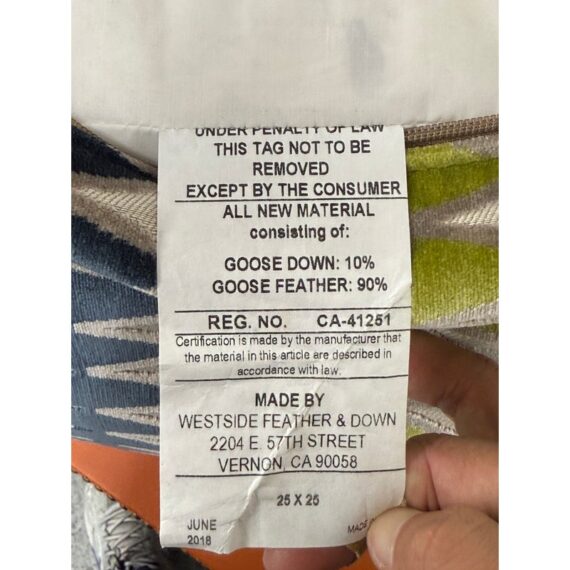 UNDER PENALTY OF LAW
THIS TAG NOT TO BE
REMOVED
EXCEPT BY THE CONSUMER
ALL NEW MATERIAL
consisting of:
GOOSE DOWN: 10%
GOOSE FEATHER: 90%
REG. NO. CA-41251
Certification is made by the manufacturer that
the material in this article are described in
accordance with law.
MADE BY
WESTSIDE FEATHER & DOWN
2204 E. 57TH STREET
VERNON, CA 90058
25 X 25
JUNE
2018
MADE